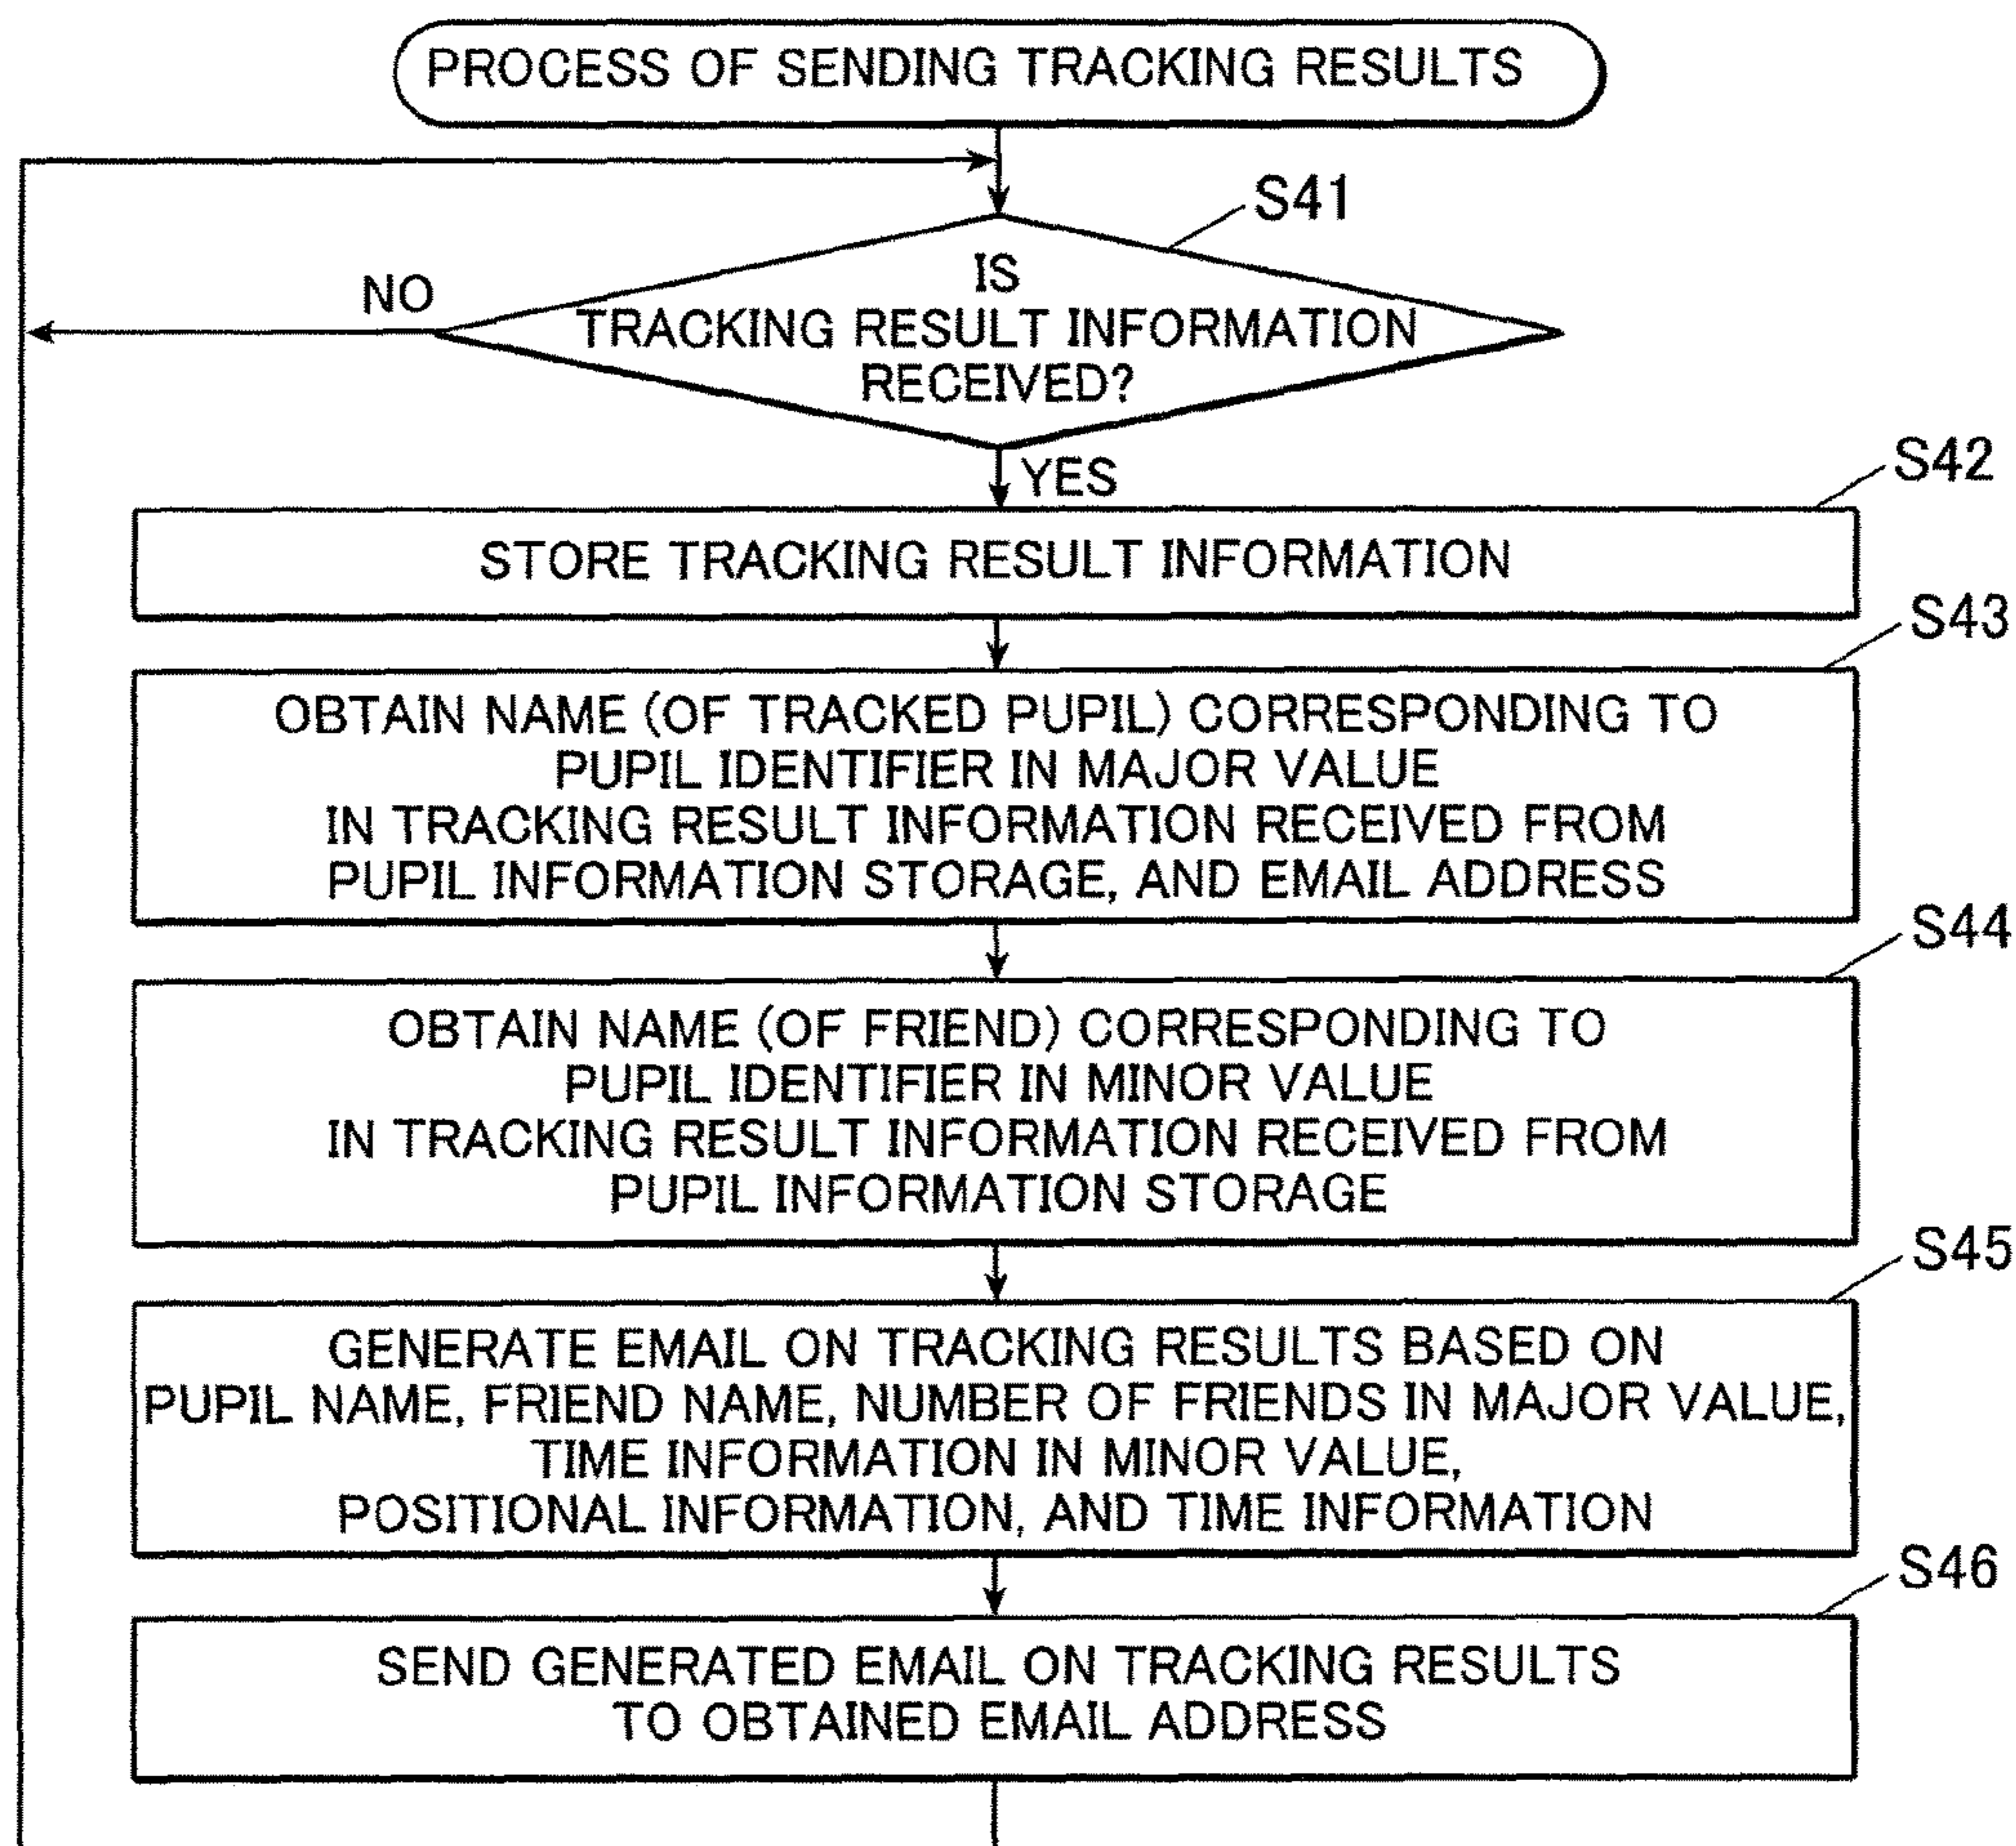 PROCESS OF SENDING TRACKING RESULTS
S41
IS
TRACKING RESULT INFORMATION
RECEIVED?
NO
YES
S42
STORE TRACKING RESULT INFORMATION
S43
OBTAIN NAME (OF TRACKED PUPIL) CORRESPONDING TO
PUPIL IDENTIFIER IN MAJOR VALUE
IN TRACKING RESULT INFORMATION RECEIVED FROM
PUPIL INFORMATION STORAGE, AND EMAIL ADDRESS
S44
OBTAIN NAME (OF FRIEND) CORRESPONDING TO
PUPIL IDENTIFIER IN MINOR VALUE
IN TRACKING RESULT INFORMATION RECEIVED FROM
PUPIL INFORMATION STORAGE
S45
GENERATE EMAIL ON TRACKING RESULTS BASED ON
PUPIL NAME, FRIEND NAME, NUMBER OF FRIENDS IN MAJOR VALUE,
TIME INFORMATION IN MINOR VALUE,
POSITIONAL INFORMATION, AND TIME INFORMATION
S46
SEND GENERATED EMAIL ON TRACKING RESULTS
TO OBTAINED EMAIL ADDRESS